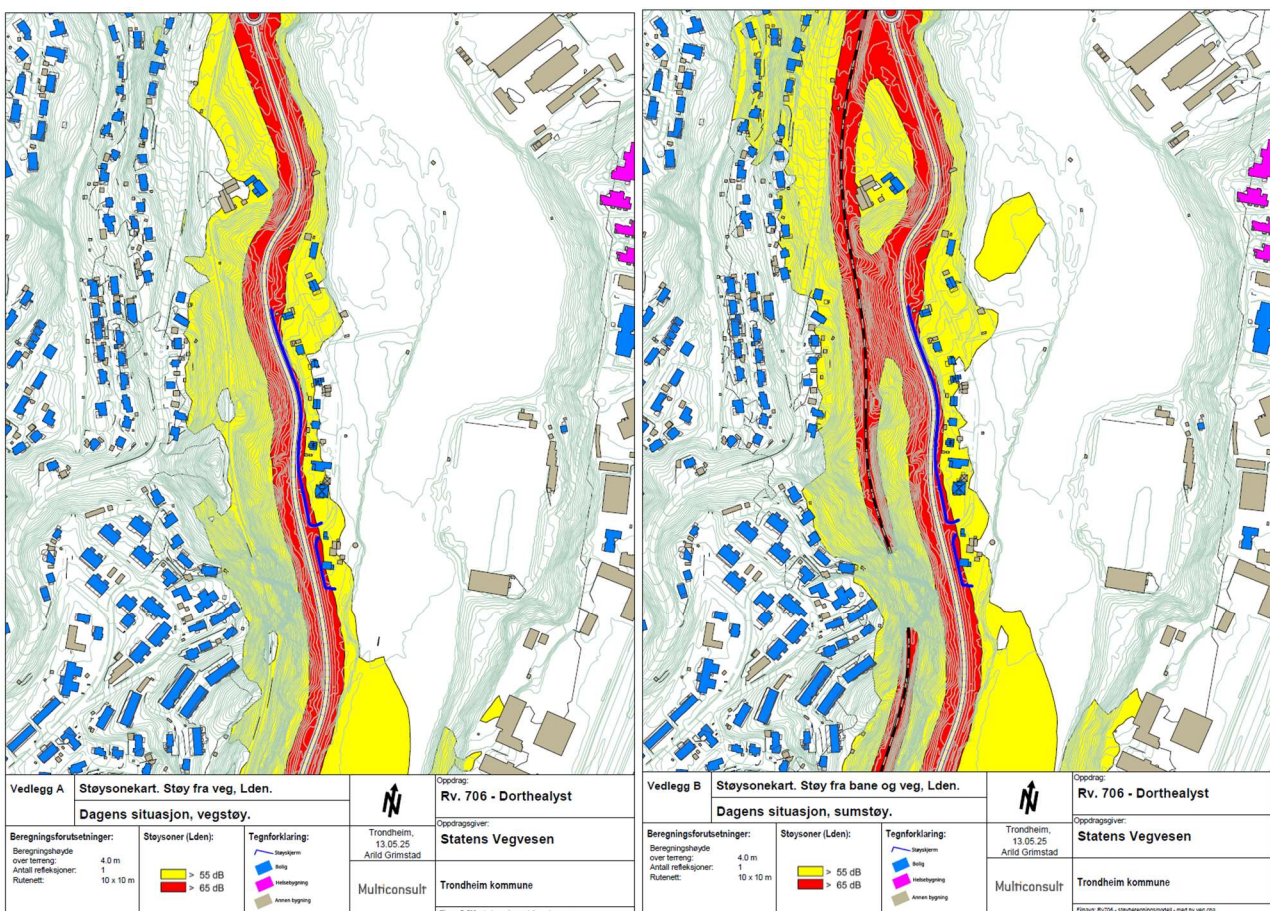 Vedlegg A
Støysonekart. Støy fra veg, Lden.
Dagens situasjon, vegstøy.
Beregningsforutsetninger:
Beregningshøyde
over terreng: 4.0 m
Antall refleksjoner: 1
Rutenett: 10 x 10 m
Støysoner (Lden):
> 55 dB
> 65 dB
Tegnforklaring:
Støyskjerm
Bolig
Helsebygning
Annen bygning
N
Trondheim,
13.05.25
Arild Grimstad
Multiconsult
Oppdrag:
Rv. 706 - Dorthealyst
Oppdragsgiver:
Statens Vegvesen
Trondheim kommune
Vedlegg B
Støysonekart. Støy fra bane og veg, Lden.
Dagens situasjon, sumstøy.
Beregningsforutsetninger:
Beregningshøyde
over terreng: 4.0 m
Antall refleksjoner: 1
Rutenett: 10 x 10 m
Støysoner (Lden):
> 55 dB
> 65 dB
Tegnforklaring:
Støyskjerm
Bolig
Helsebygning
Annen bygning
N
Trondheim,
13.05.25
Arild Grimstad
Multiconsult
Oppdrag:
Rv. 706 - Dorthealyst
Oppdragsgiver:
Statens Vegvesen
Trondheim kommune